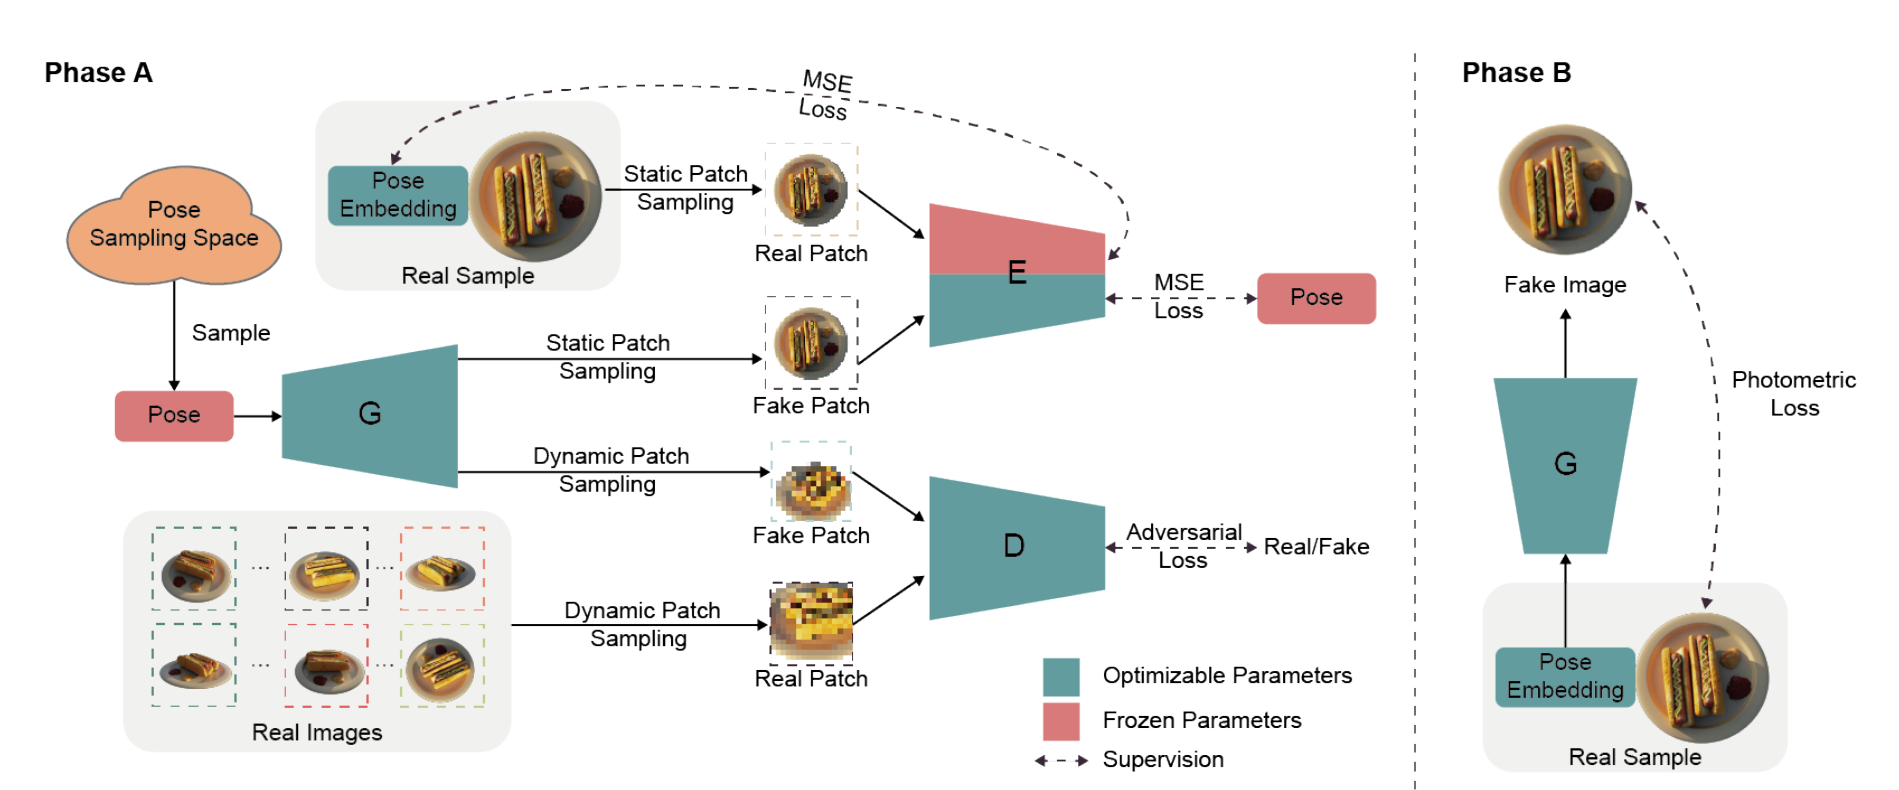 Phase A
MSE
Loss
Pose
Embedding
Real Sample
Static Patch
Sampling
Real Patch
Pose
Sampling Space
Sample
Pose
G
Static Patch
Sampling
Fake Patch
E
MSE
Loss
Pose
Dynamic Patch
Sampling
Fake Patch
D
Adversarial
Loss
Real/Fake
... ...
... ...
Real Images
Dynamic Patch
Sampling
Real Patch
Optimizable Parameters
Frozen Parameters
Supervision
Phase B
Fake Image
Photometric
Loss
G
Pose
Embedding
Real Sample